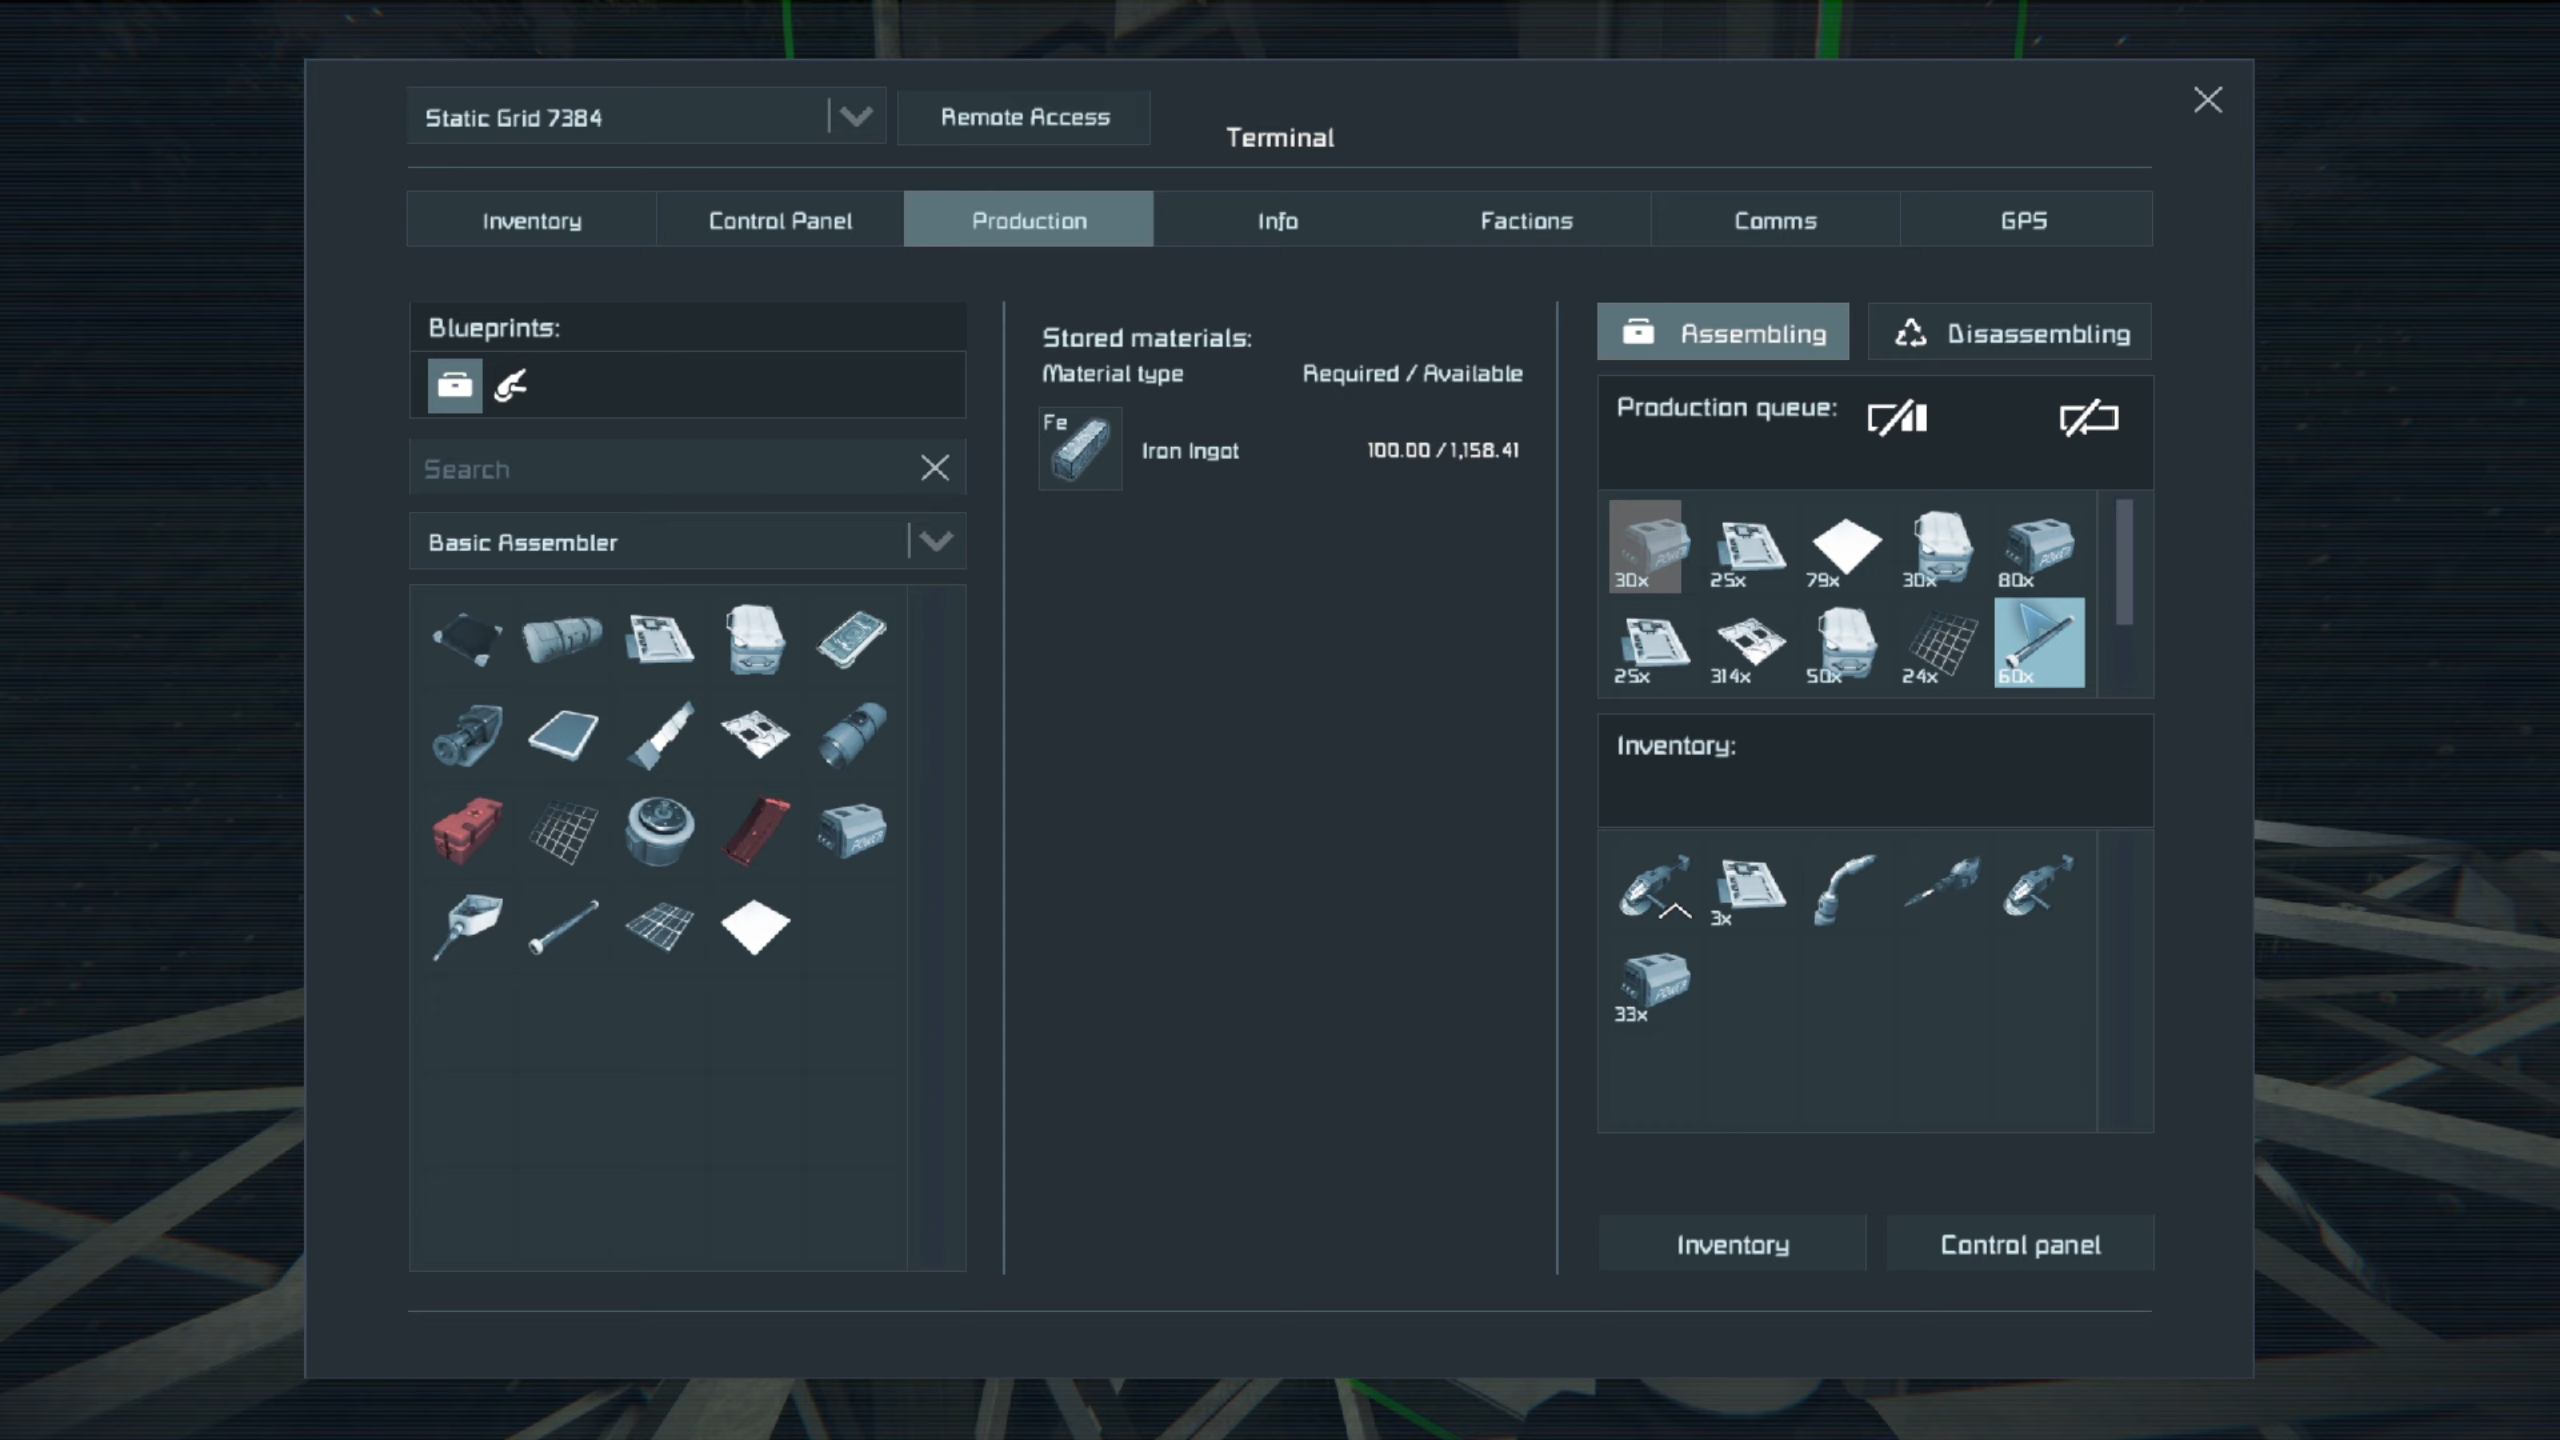 Static Grid 7384
Remote Access
Terminal
Inventory
Control Panel
Production
Info
Factions
Comms
GPS
Blueprints:
Search
Basic Assembler
Stored materials:
Material type
Required / Available
Fe
Iron Ingot
100.00 / 1,158.41
Assembling
Disassembling
Production queue:
30x
25x
79x
30x
80x
25x
314x
50x
24x
60x
Inventory:
3x
POWER
33x
Inventory
Control panel